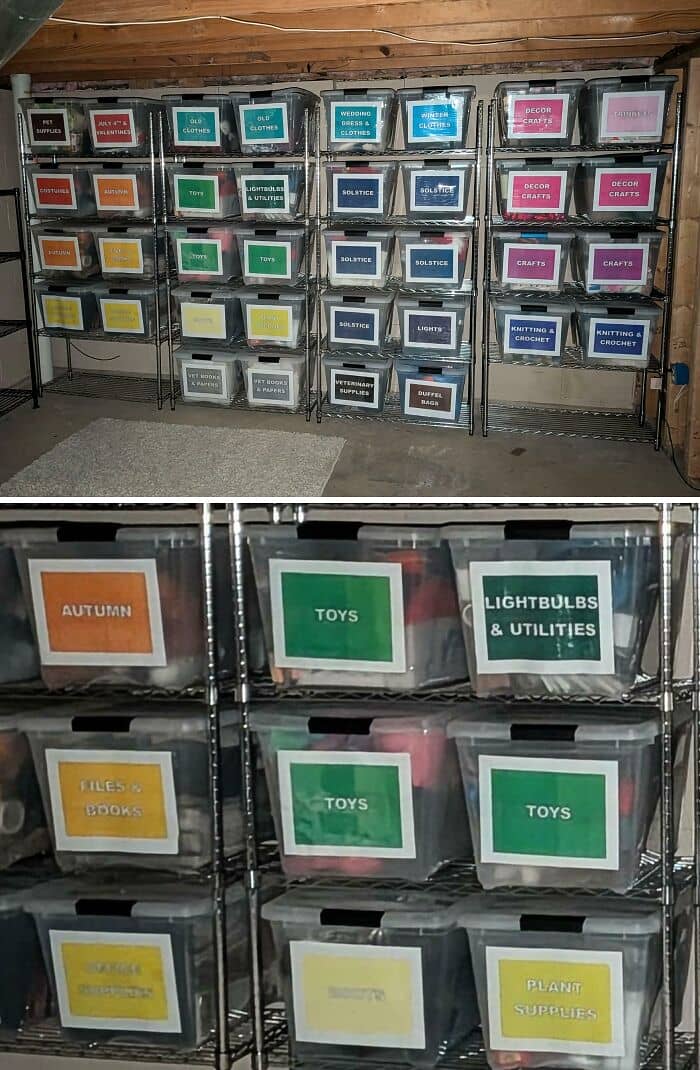 PET
SUPPLIES
JULY 4TH &
VALENTINES
OLD
CLOTHES
OLD
CLOTHES
WEDDING
DRESS &
CLOTHES
WINTER
CLOTHES
DECOR
CRAFTS
TRINKETS
COSTUMES
AUTUMN
TOYS
LIGHTBULBS
& UTILITIES
SOLSTICE
SOLSTICE
DECOR
CRAFTS
DECOR
CRAFTS
AUTUMN
TOYS
TOYS
SOLSTICE
SOLSTICE
CRAFTS
CRAFTS
SOLSTICE
LIGHTS
KNITTING &
CROCHET
KNITTING &
CROCHET
VET BOOKS
& PAPERS
VET BOOKS
& PAPERS
VETERINARY
SUPPLIES
DUFFEL
BAGS
AUTUMN
TOYS
LIGHTBULBS
& UTILITIES
FILES &
BOOKS
TOYS
TOYS
OFFICE
SUPPLIES
PLANT
SUPPLIES